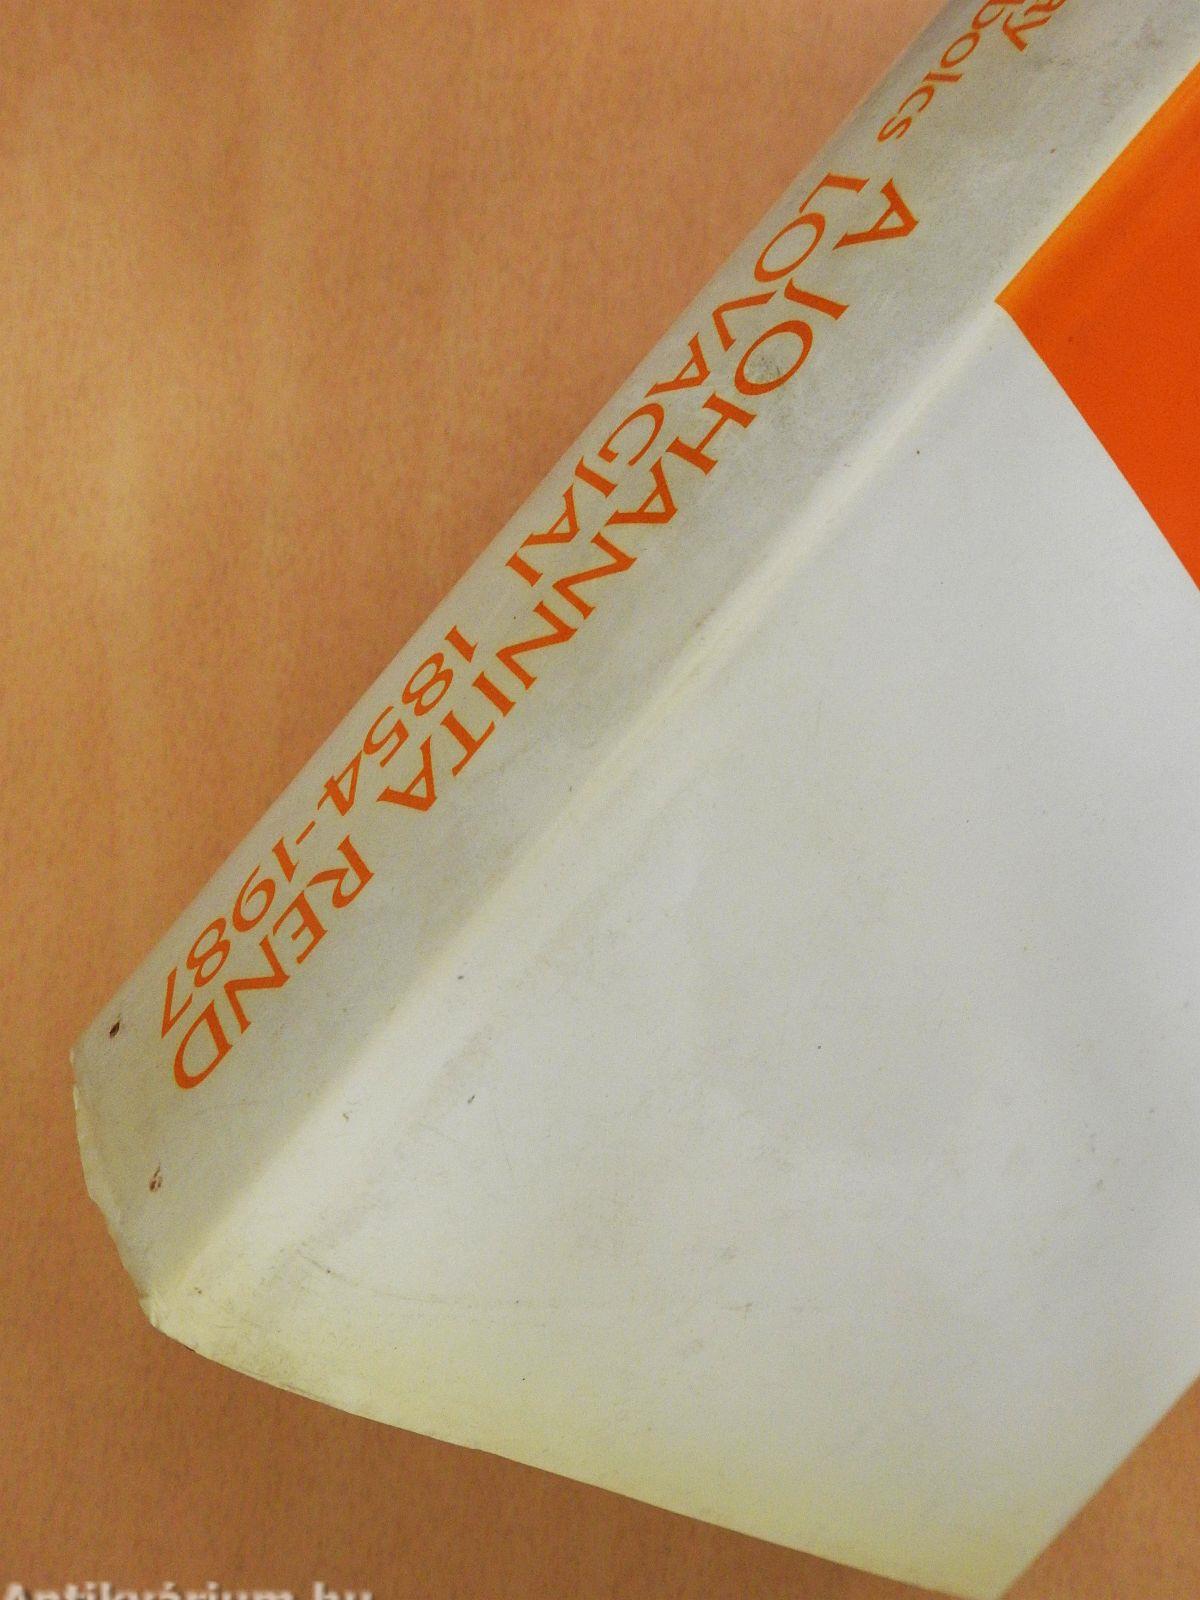 A JOHANNITA REND
LOVAGJAI 1854-1987
Antikvárium.hu